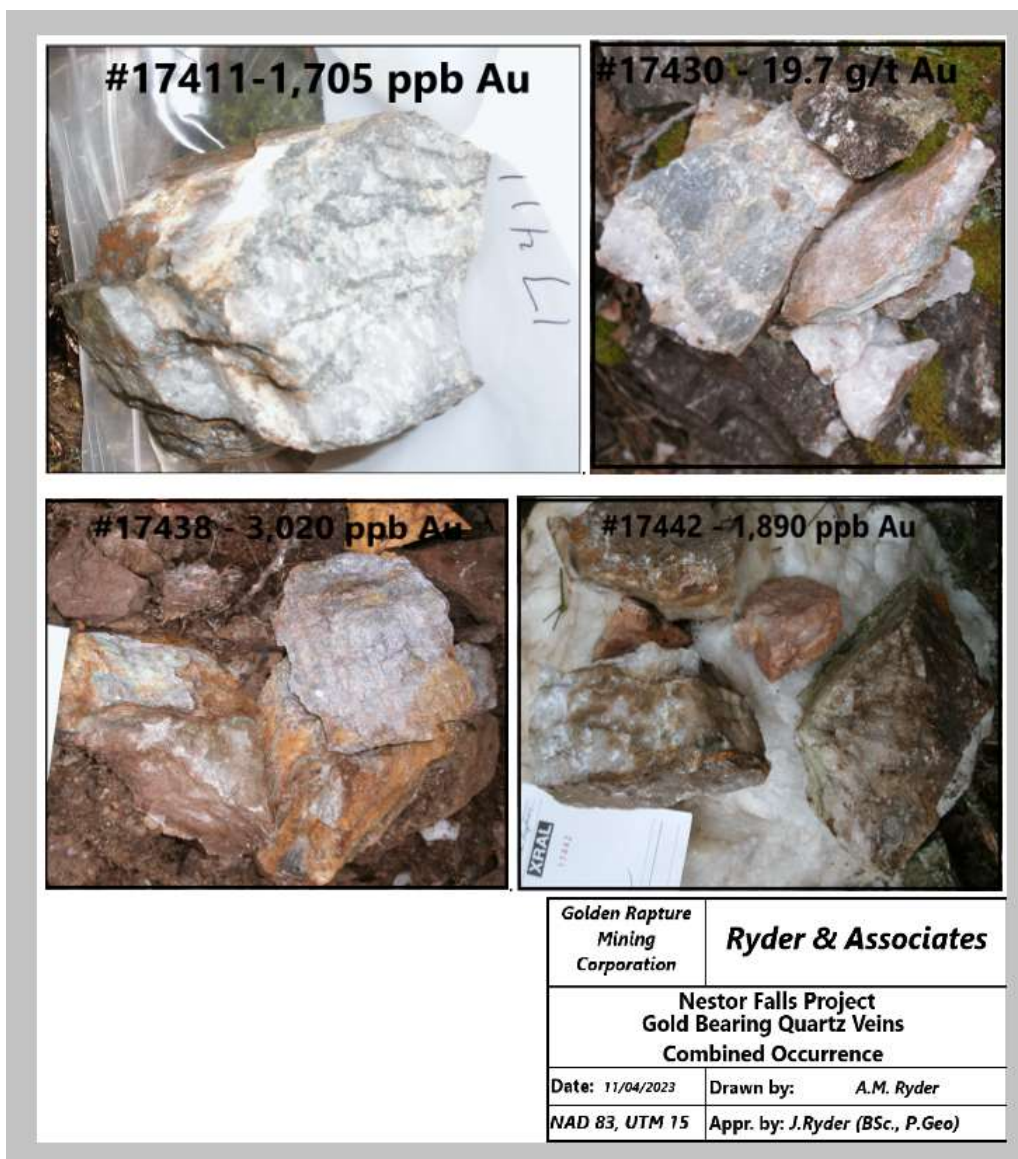 #17411-1,705 ppb Au
#17430 - 19.7 g/t Au
17411
#17438 - 3,020 ppb Au
#17442 - 1,890 ppb Au
XRAL
17442
Golden Rapture
Mining
Corporation
Ryder & Associates
Nestor Falls Project
Gold Bearing Quartz Veins
Combined Occurrence
Date: 11/04/2023
Drawn by: A.M. Ryder
NAD 83, UTM 15
Appr. by: J.Ryder (BSc., P.Geo)